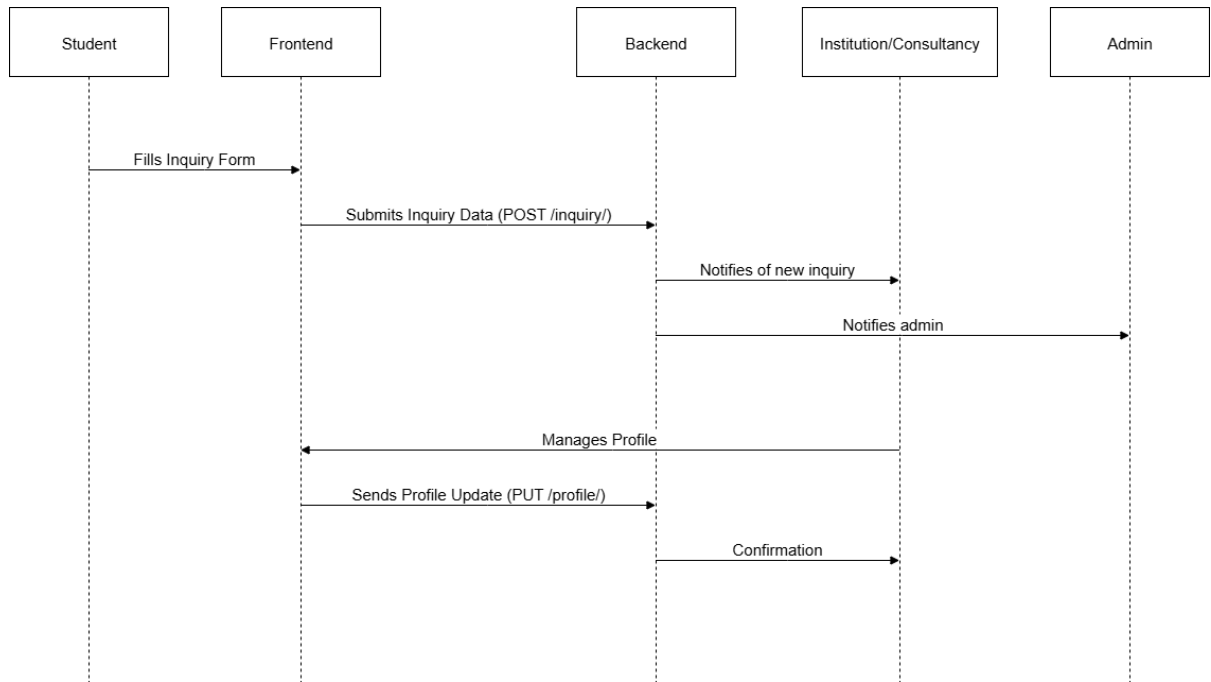 Student
Frontend
Backend
Institution/Consultancy
Admin
Fills Inquiry Form
Submits Inquiry Data (POST /inquiry/)
Notifies of new inquiry
Notifies admin
Manages Profile
Sends Profile Update (PUT /profile/)
Confirmation